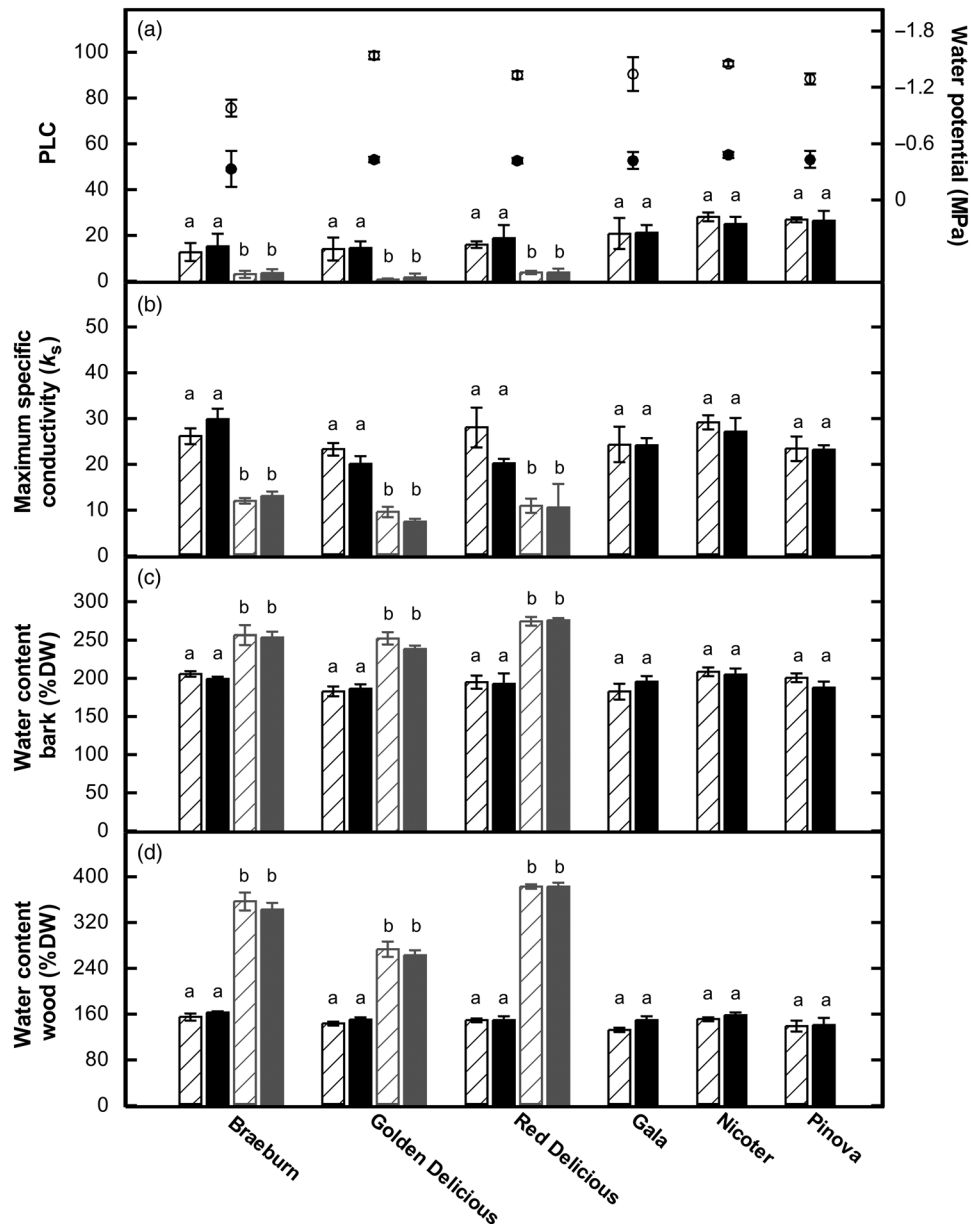 (a)
100
80
60
40
20
0
PLC
–1.8
–1.2
–0.6
0
Water potential (MPa)
a a b b a a b b a a b b a a a a a a
(b)
50
40
30
20
10
0
Maximum specific
conductivity (ks)
a a b b a a b b a a b b a a a a a a
(c)
300
250
200
150
100
50
0
Water content
bark (%DW)
a a b b a a b b a a b b a a a a a a
(d)
400
320
240
160
80
0
Water content
wood (%DW)
a a b b a a b b a a b b a a a a a a
Braeburn
Golden Delicious
Red Delicious
Gala
Nicoter
Pinova